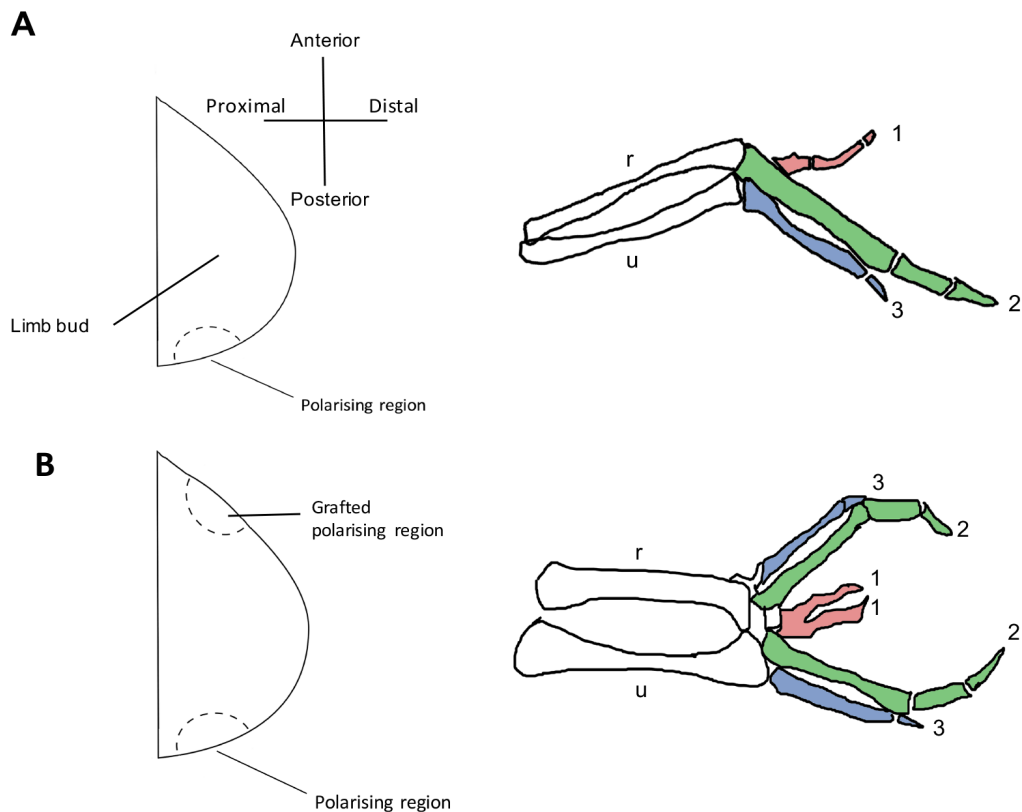 A
Anterior
Proximal Distal
Posterior
Limb bud
Polarising region
r
u
1
2
3
B
Grafted
polarising region
Polarising region
r
u
3
2
1
1
2
3